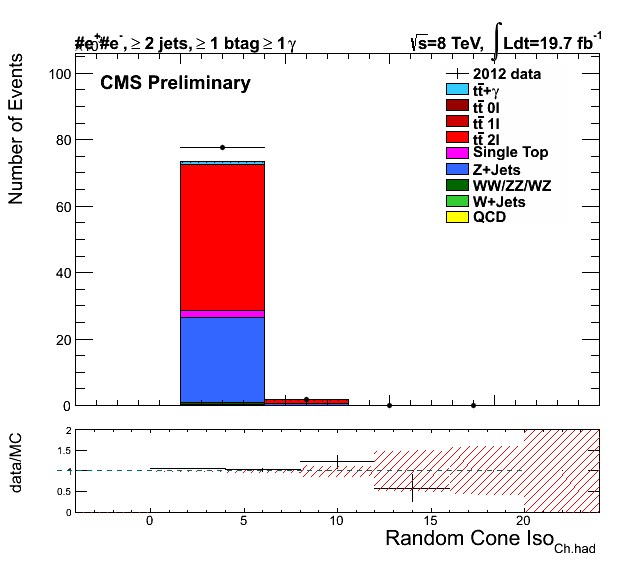 #e⁺#e⁻, ≥ 2 jets, ≥ 1 btag ≥ 1γ
√s=8 TeV, ∫Ldt=19.7 fb⁻¹
CMS Preliminary
2012 data
tt̄+γ
tt̄ 0l
tt̄ 1l
tt̄ 2l
Single Top
Z+Jets
WW/ZZ/WZ
W+Jets
QCD
Number of Events
100
80
60
40
20
0
data/MC
2
1.5
1
0.5
0
0 5 10 15 20
Random Cone Iso_Ch.had